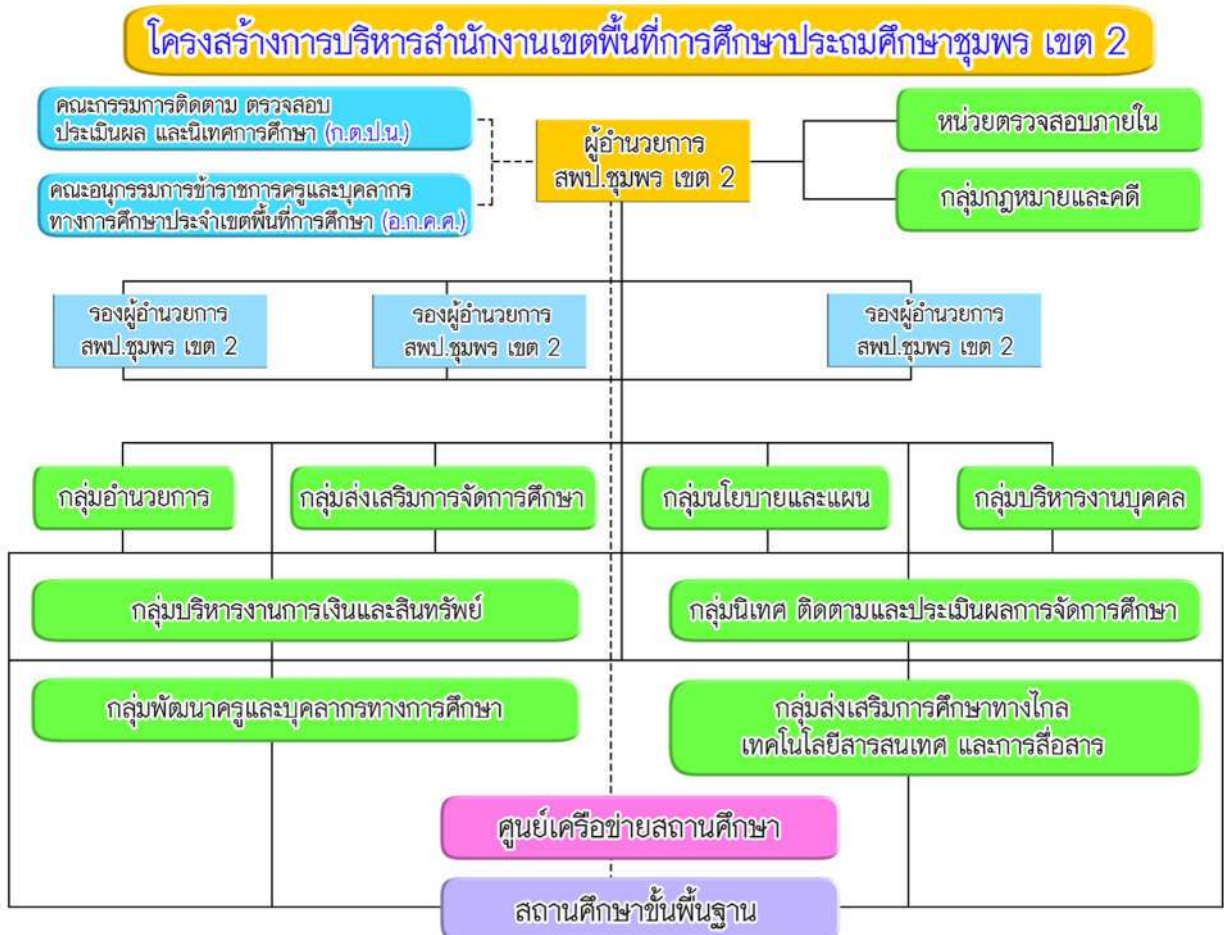 โครงสร้างการบริหารสำนักงานเขตพื้นที่การศึกษาประถมศึกษาชุมพร เขต 2
คณะกรรมการติดตาม ตรวจสอบ
ประเมินผล และนิเทศการศึกษา (ก.ต.ป.น.)
คณะอนุกรรมการข้าราชการครูและบุคลากร
ทางการศึกษาประจำเขตพื้นที่การศึกษา (อ.ก.ค.ศ.)
ผู้อำนวยการ
สพป.ชุมพร เขต 2
หน่วยตรวจสอบภายใน
กลุ่มกฎหมายและคดี
รองผู้อำนวยการ
สพป.ชุมพร เขต 2
รองผู้อำนวยการ
สพป.ชุมพร เขต 2
รองผู้อำนวยการ
สพป.ชุมพร เขต 2
กลุ่มอำนวยการ
กลุ่มส่งเสริมการจัดการศึกษา
กลุ่มนโยบายและแผน
กลุ่มบริหารงานบุคคล
กลุ่มบริหารงานการเงินและสินทรัพย์
กลุ่มนิเทศ ติดตามและประเมินผลการจัดการศึกษา
กลุ่มพัฒนาครูและบุคลากรทางการศึกษา
กลุ่มส่งเสริมการศึกษาทางไกล
เทคโนโลยีสารสนเทศ และการสื่อสาร
ศูนย์เครือข่ายสถานศึกษา
สถานศึกษาขั้นพื้นฐาน